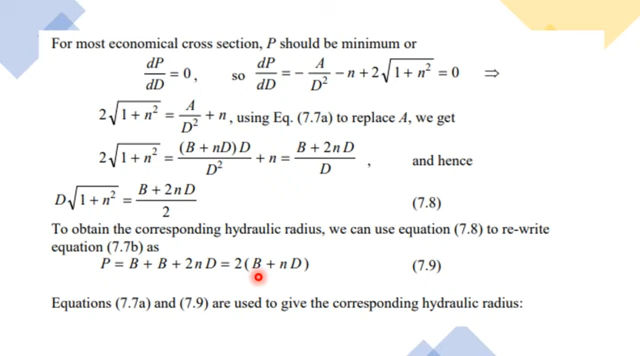 For most economical cross section, P should be minimum or
dP/dD = 0, so dP/dD = − A/D² − n + 2√(1 + n²) = 0 ⇒
2√(1 + n²) = A/D² + n, using Eq. (7.7a) to replace A, we get
2√(1 + n²) = (B + nD) D/D² + n = B + 2n D/D , and hence
D√(1 + n²) = B + 2n D/2 (7.8)
To obtain the corresponding hydraulic radius, we can use equation (7.8) to re-write
equation (7.7b) as
P = B + B + 2n D = 2( B + n D) (7.9)
Equations (7.7a) and (7.9) are used to give the corresponding hydraulic radius: